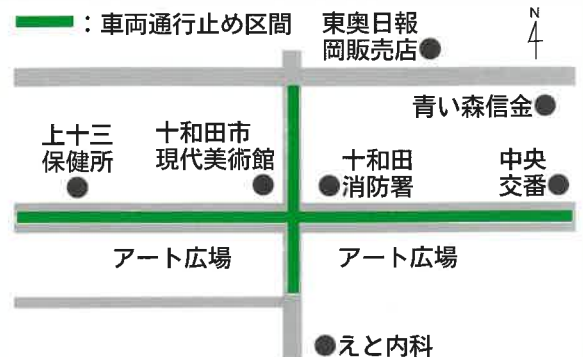 ：車両通行止め区間
東奥日報
岡販売店
N
青い森信金
上十三
保健所
十和田市
現代美術館
十和田
消防署
中央
交番
アート広場
アート広場
えと内科